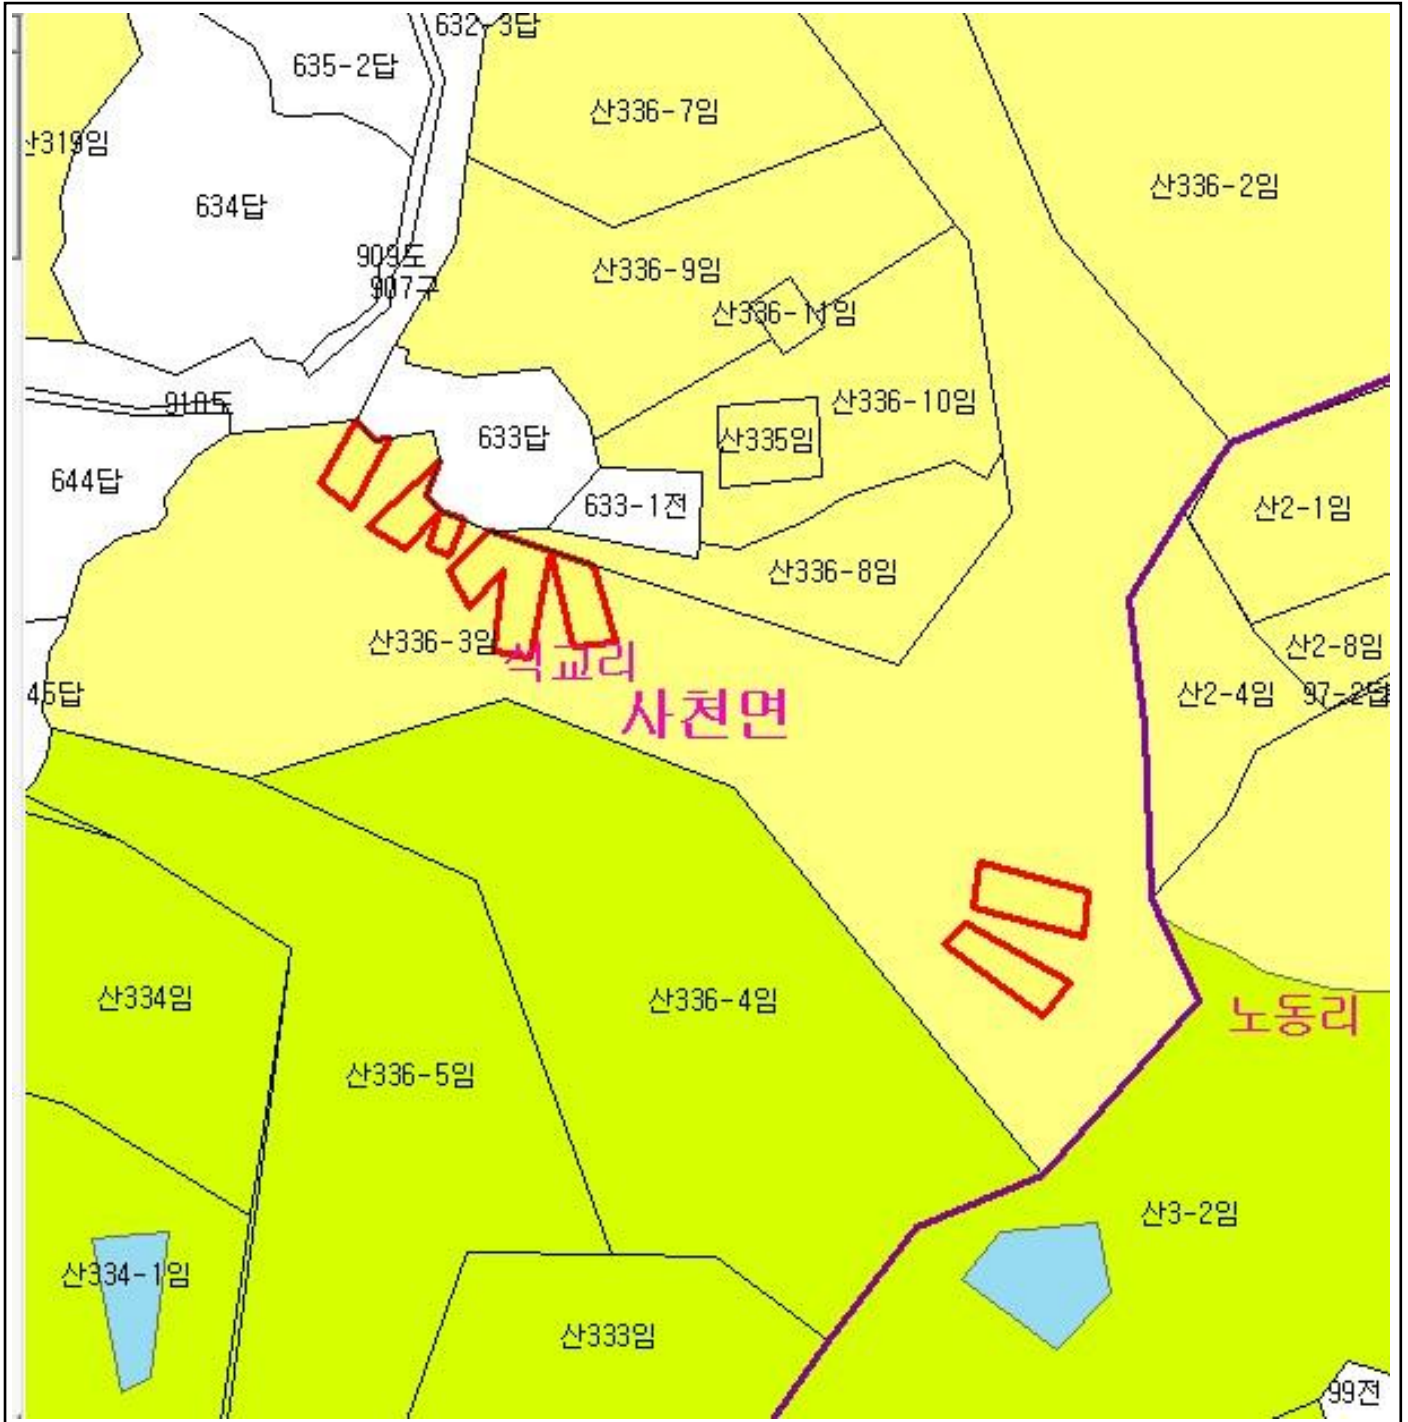 632-3답
635-2답
산336-7임
산319임
산336-2임
634답
909도
산336-9임
907구
산336-11임
910도
산336-10임
633답
산335임
644답
633-1전
산2-1임
산336-8임
산336-3임
산2-8임
석교리
45답
산2-4임
97-2답
사천면
산334임
산336-4임
노동리
산336-5임
산3-2임
산334-1임
산333임
99전